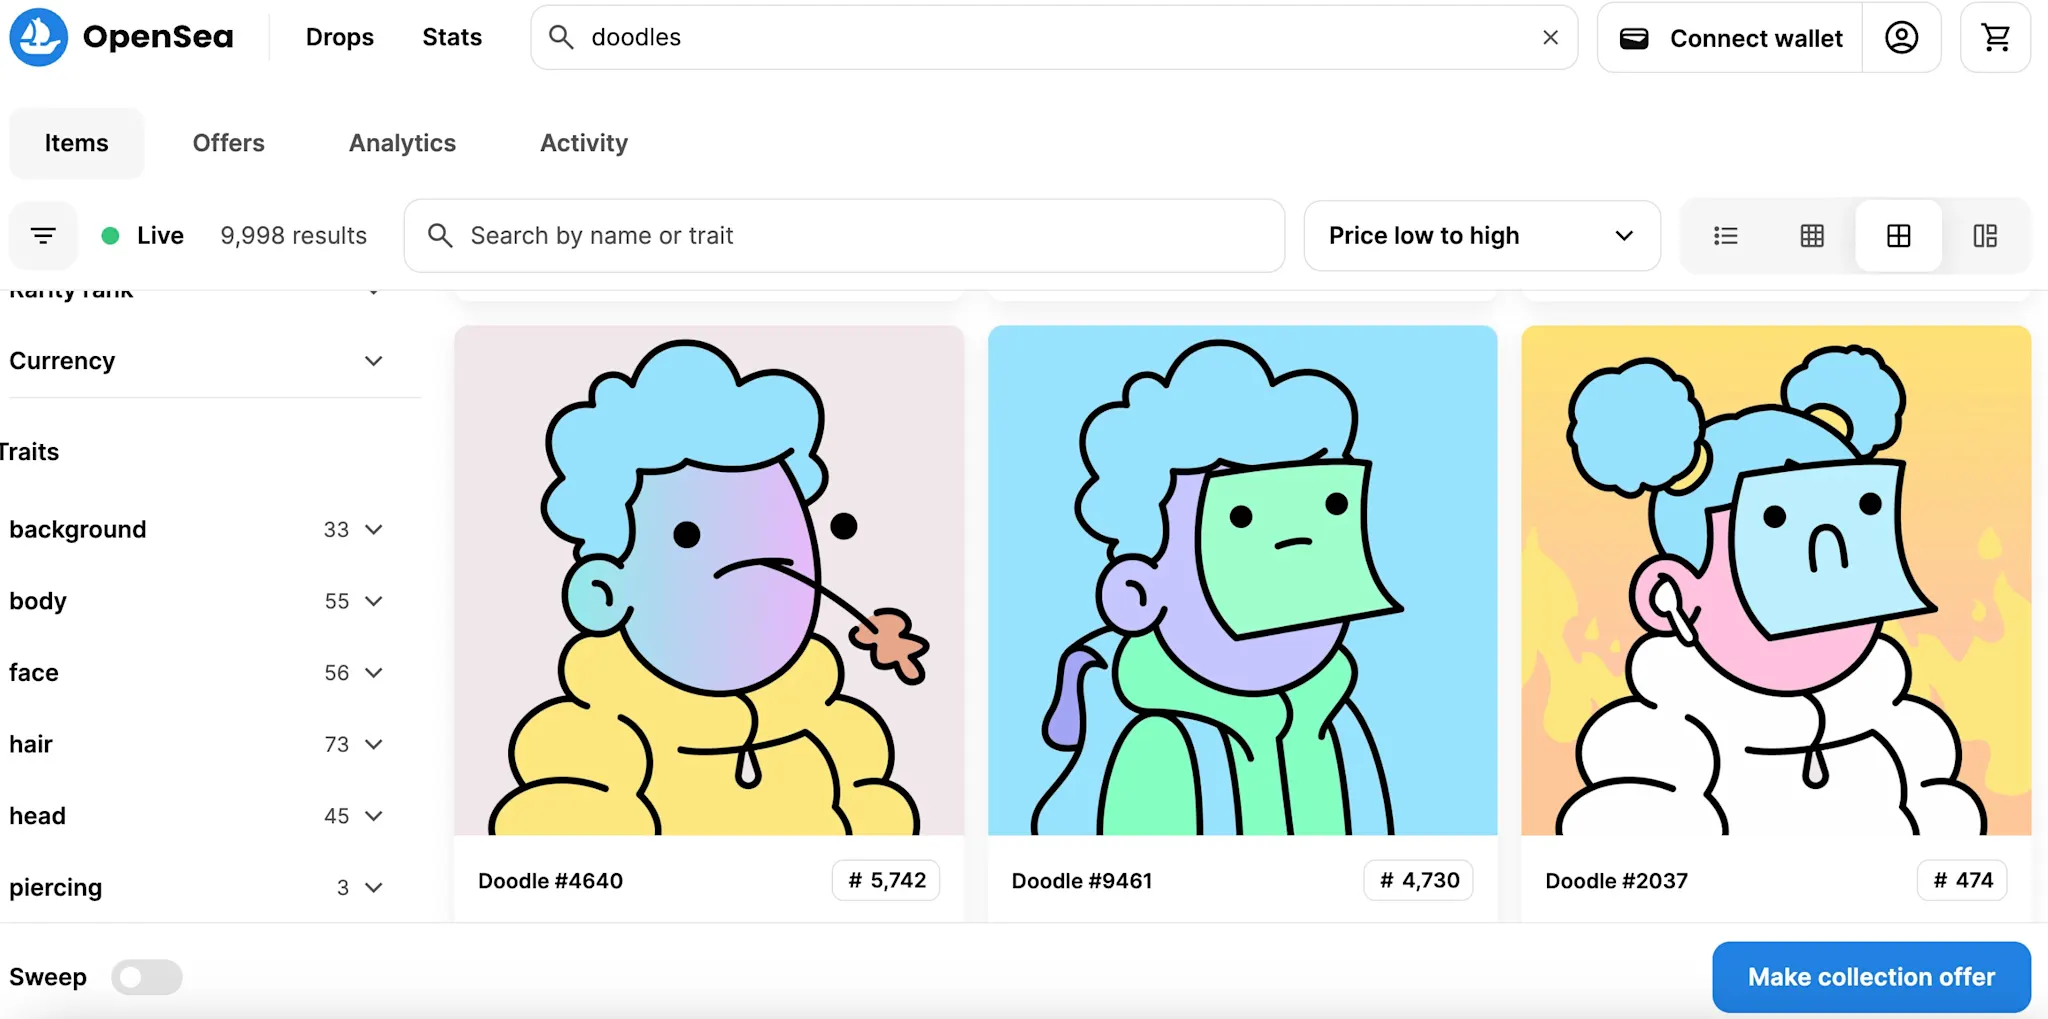 OpenSea
Drops
Stats
doodles
Connect wallet
Items
Offers
Analytics
Activity
Live
9,998 results
Search by name or trait
Price low to high
Rarity rank
Currency
Traits
background 33
body 55
face 56
hair 73
head 45
piercing 3
Doodle #4640
# 5,742
Doodle #9461
# 4,730
Doodle #2037
# 474
Sweep
Make collection offer